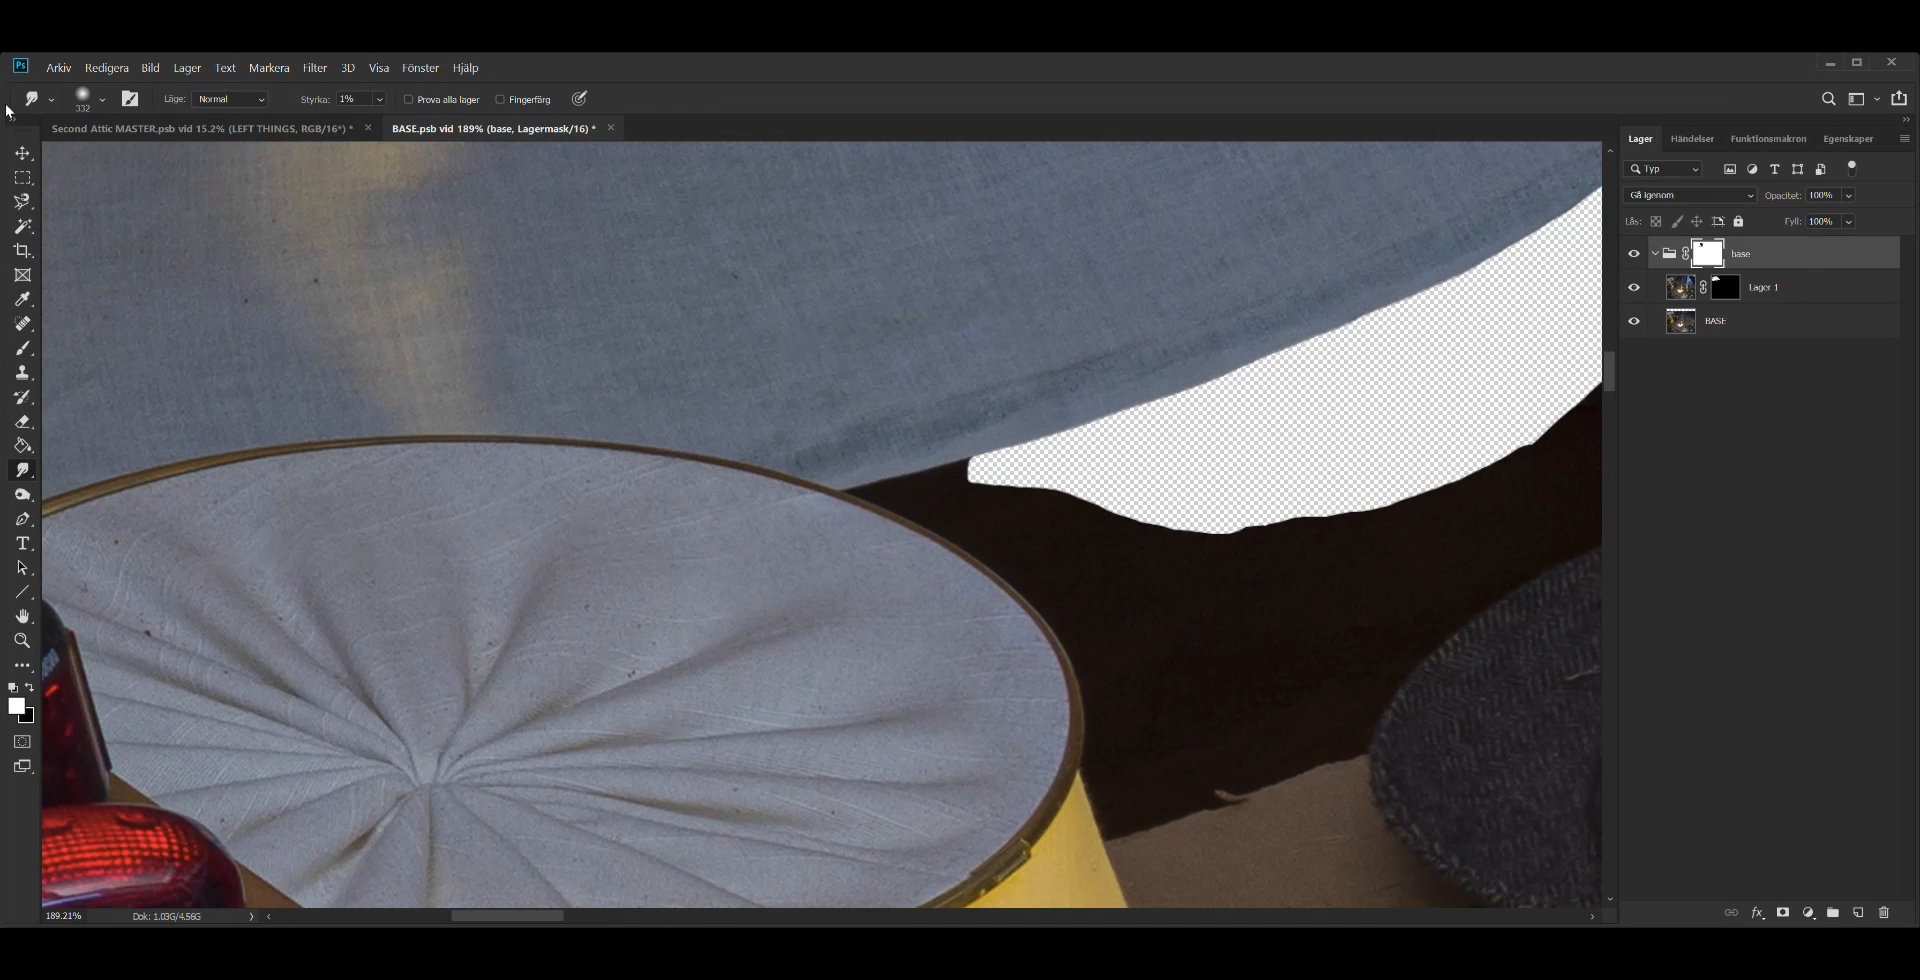 Ps Arkiv Redigera Bild Lager Text Markera Filter 3D Visa Fönster Hjälp
332 Läge: Normal Styrka: 1% Prova alla lager Fingerfärg
Second Attic MASTER.psb vid 15.2% (LEFT THINGS, RGB/16*) * BASE.psb vid 189% (base, Lagermask/16) *
Lager Händelser Funktionsmakron Egenskaper
Typ
Gå igenom Opacitet: 100%
Lås: Fyll: 100%
base
Lager 1
BASE
189.21% Dok: 1.03G/4.56G
fx